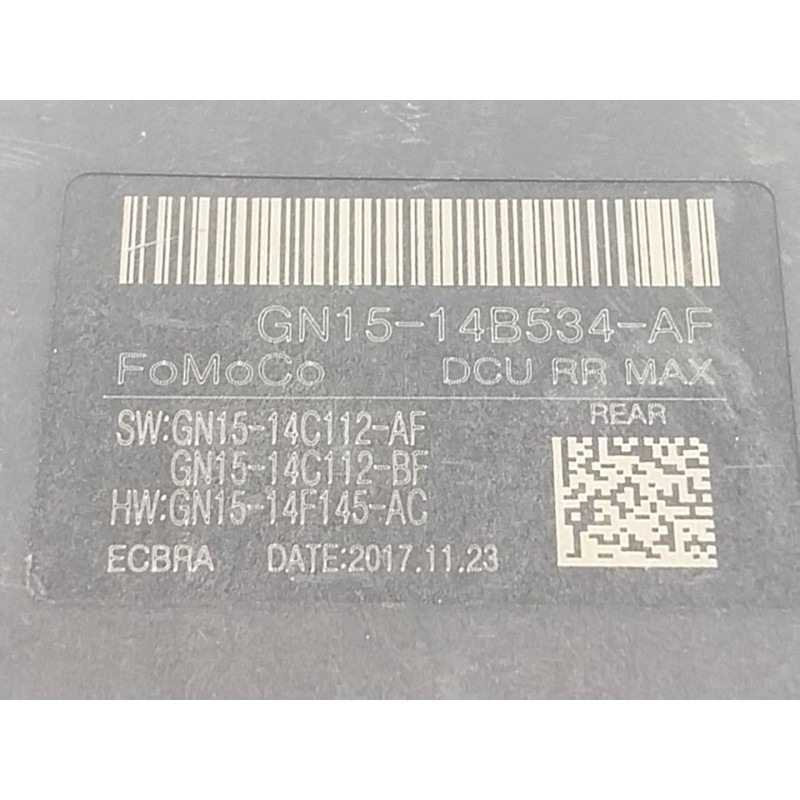 GN15-14B534-AF
FoMoCo DCU RR MAX
SW:GN15-14C112-AF REAR
GN15-14C112-BF
HW:GN15-14F145-AC
ECBRA DATE:2017.11.23